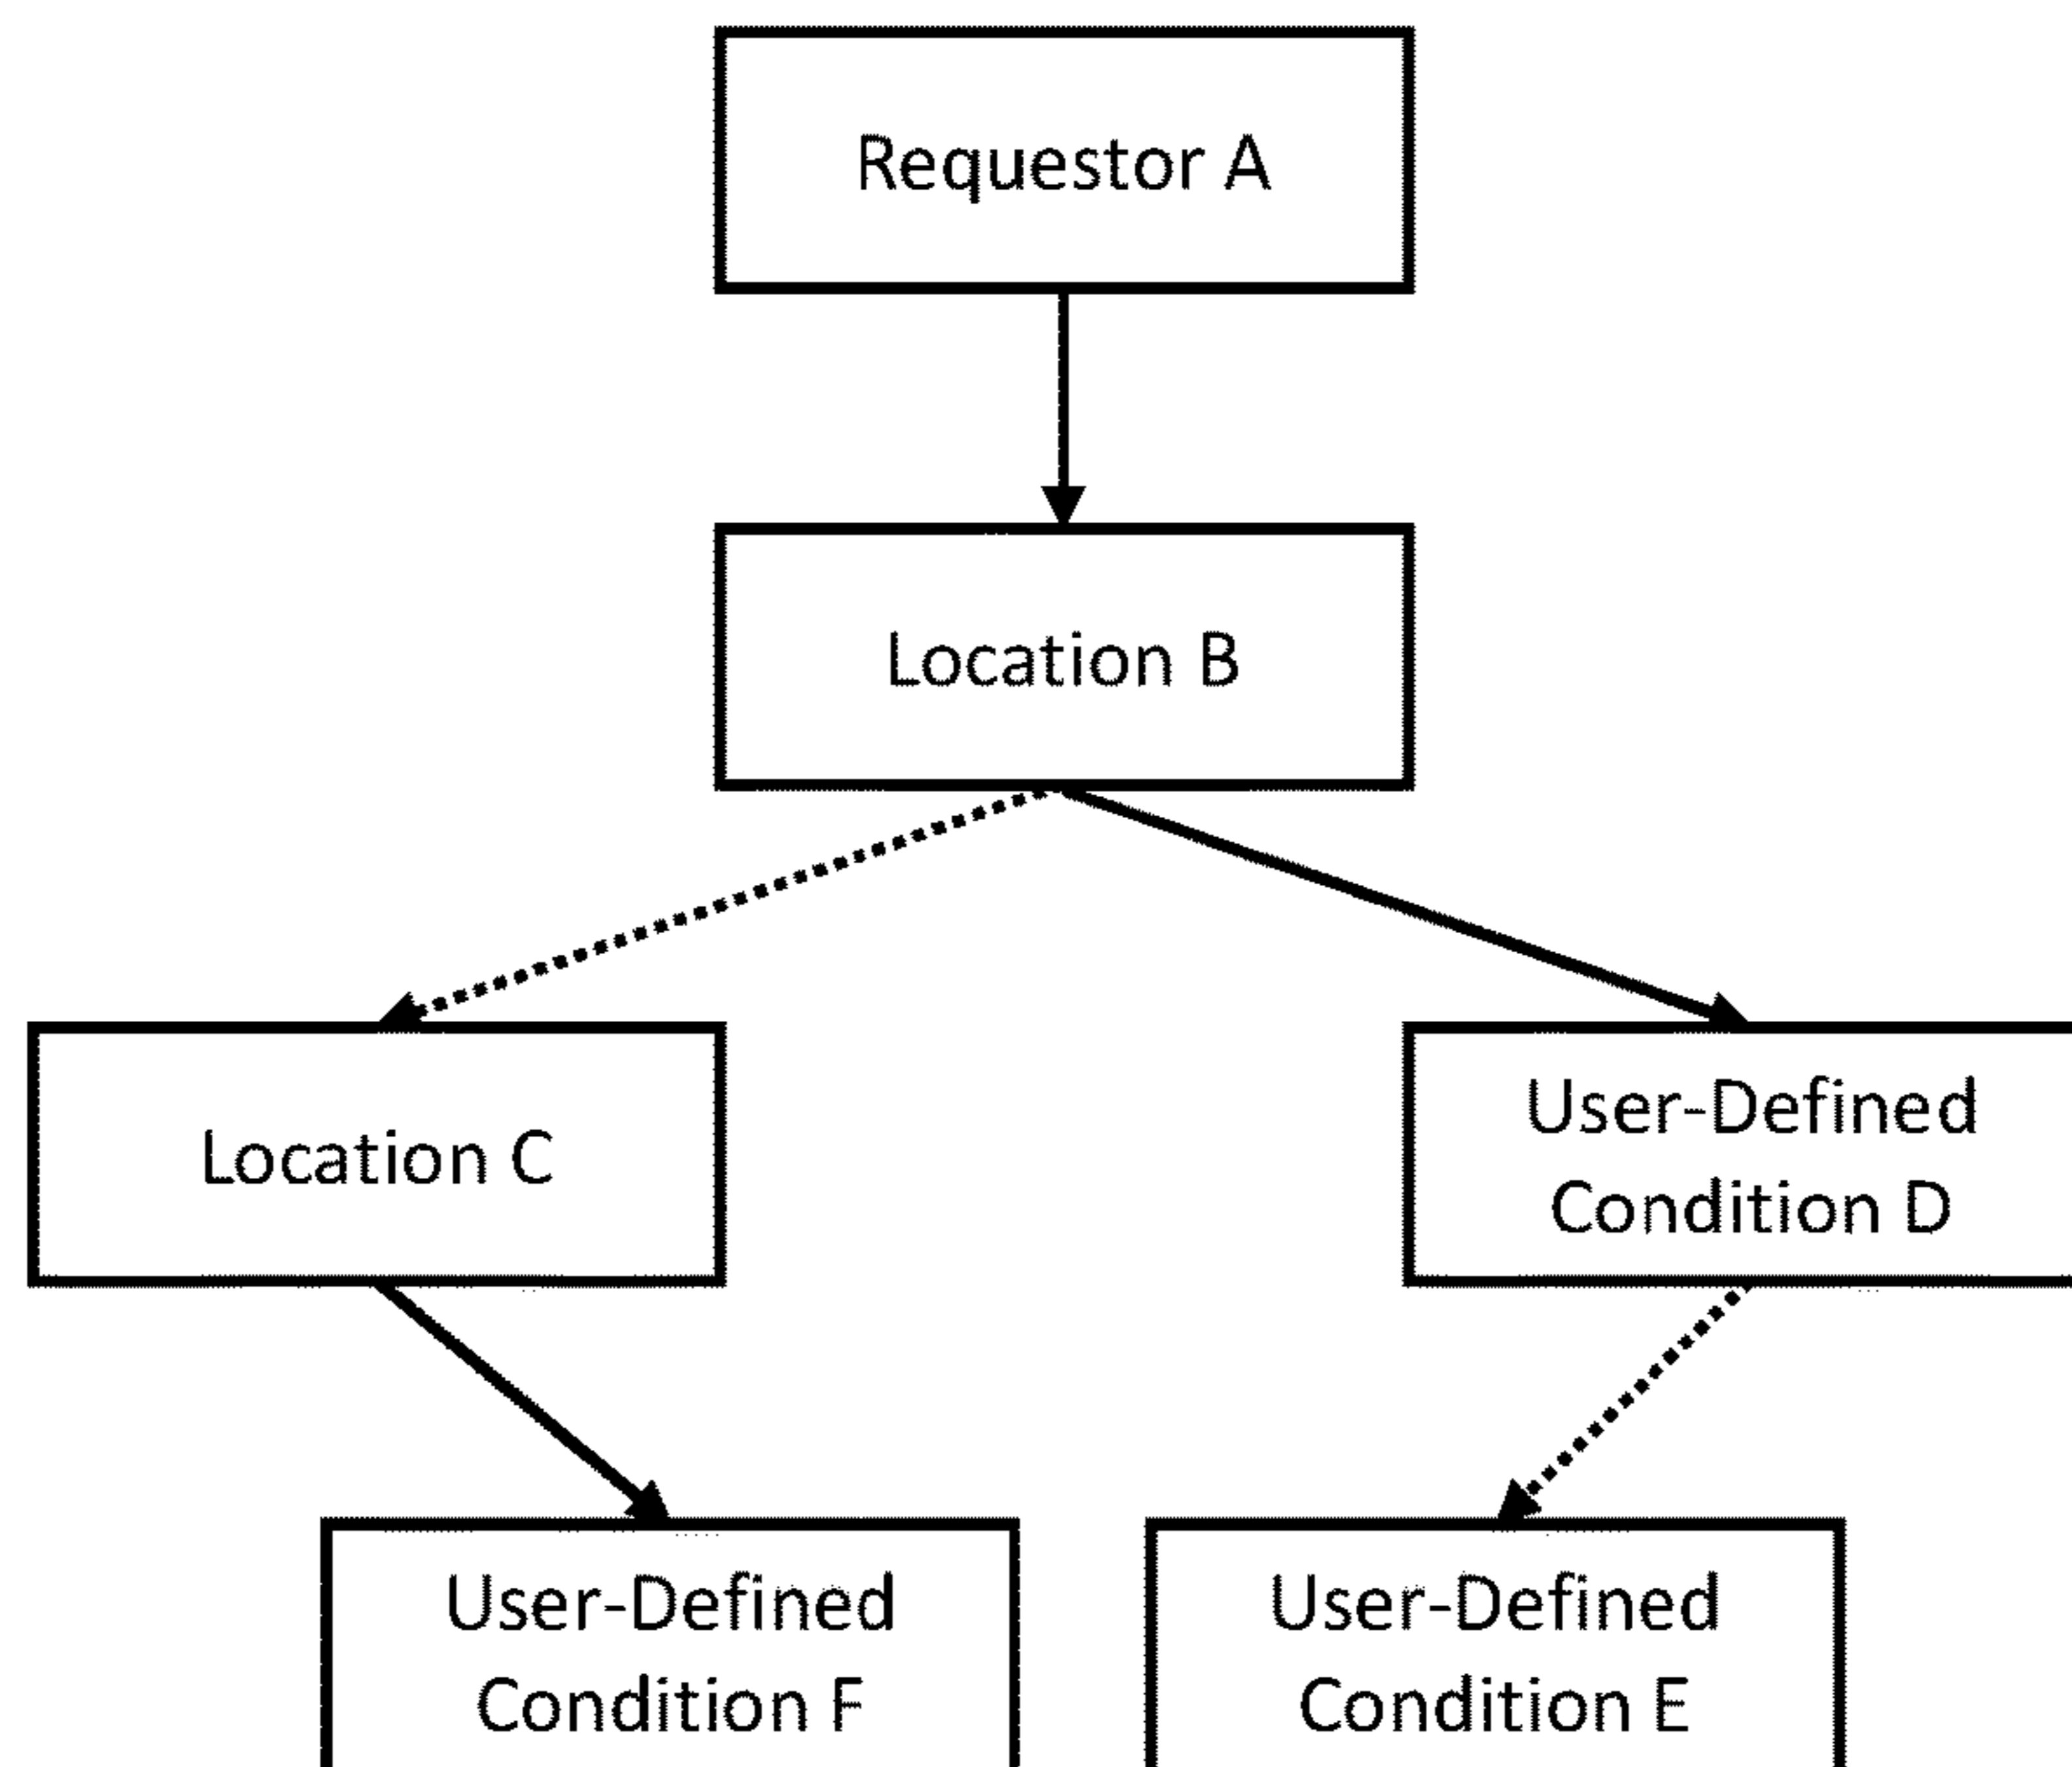 Requestor A
Location B
Location C
User-Defined
Condition D
User-Defined
Condition F
User-Defined
Condition E